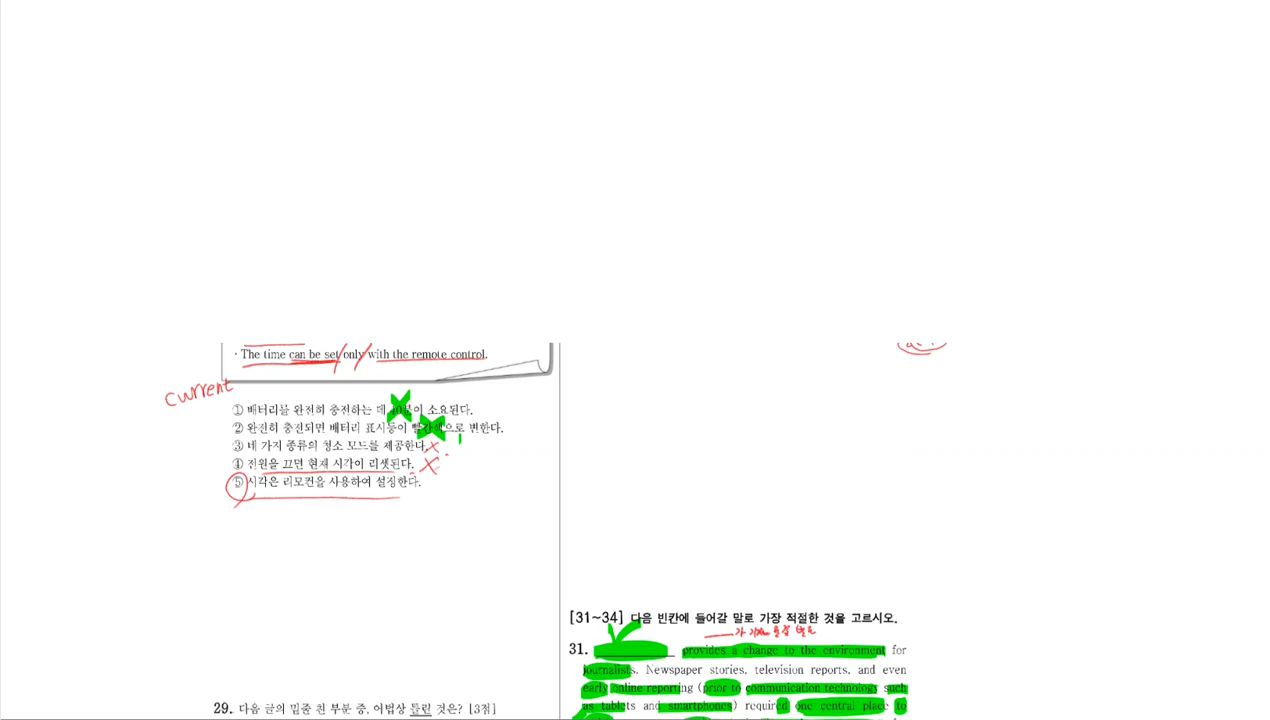 · The time can be set only with the remote control.
current
① 배터리를 완전히 충전하는 데 40분이 소요된다.
② 완전히 충전되면 배터리 표시등이 빨간색으로 변한다.
③ 네 가지 종류의 청소 모드를 제공한다.
④ 전원을 끄면 현재 시각이 리셋된다.
⑤ 시각은 리모컨을 사용하여 설정한다.
29. 다음 글의 밑줄 친 부분 중, 어법상 틀린 것은? [3점]
[31~34] 다음 빈칸에 들어갈 말로 가장 적절한 것을 고르시오.
31. provides a change to the environment for
journalists. Newspaper stories, television reports, and even
early online reporting (prior to communication technology such
as tablets and smartphones) required one central place to